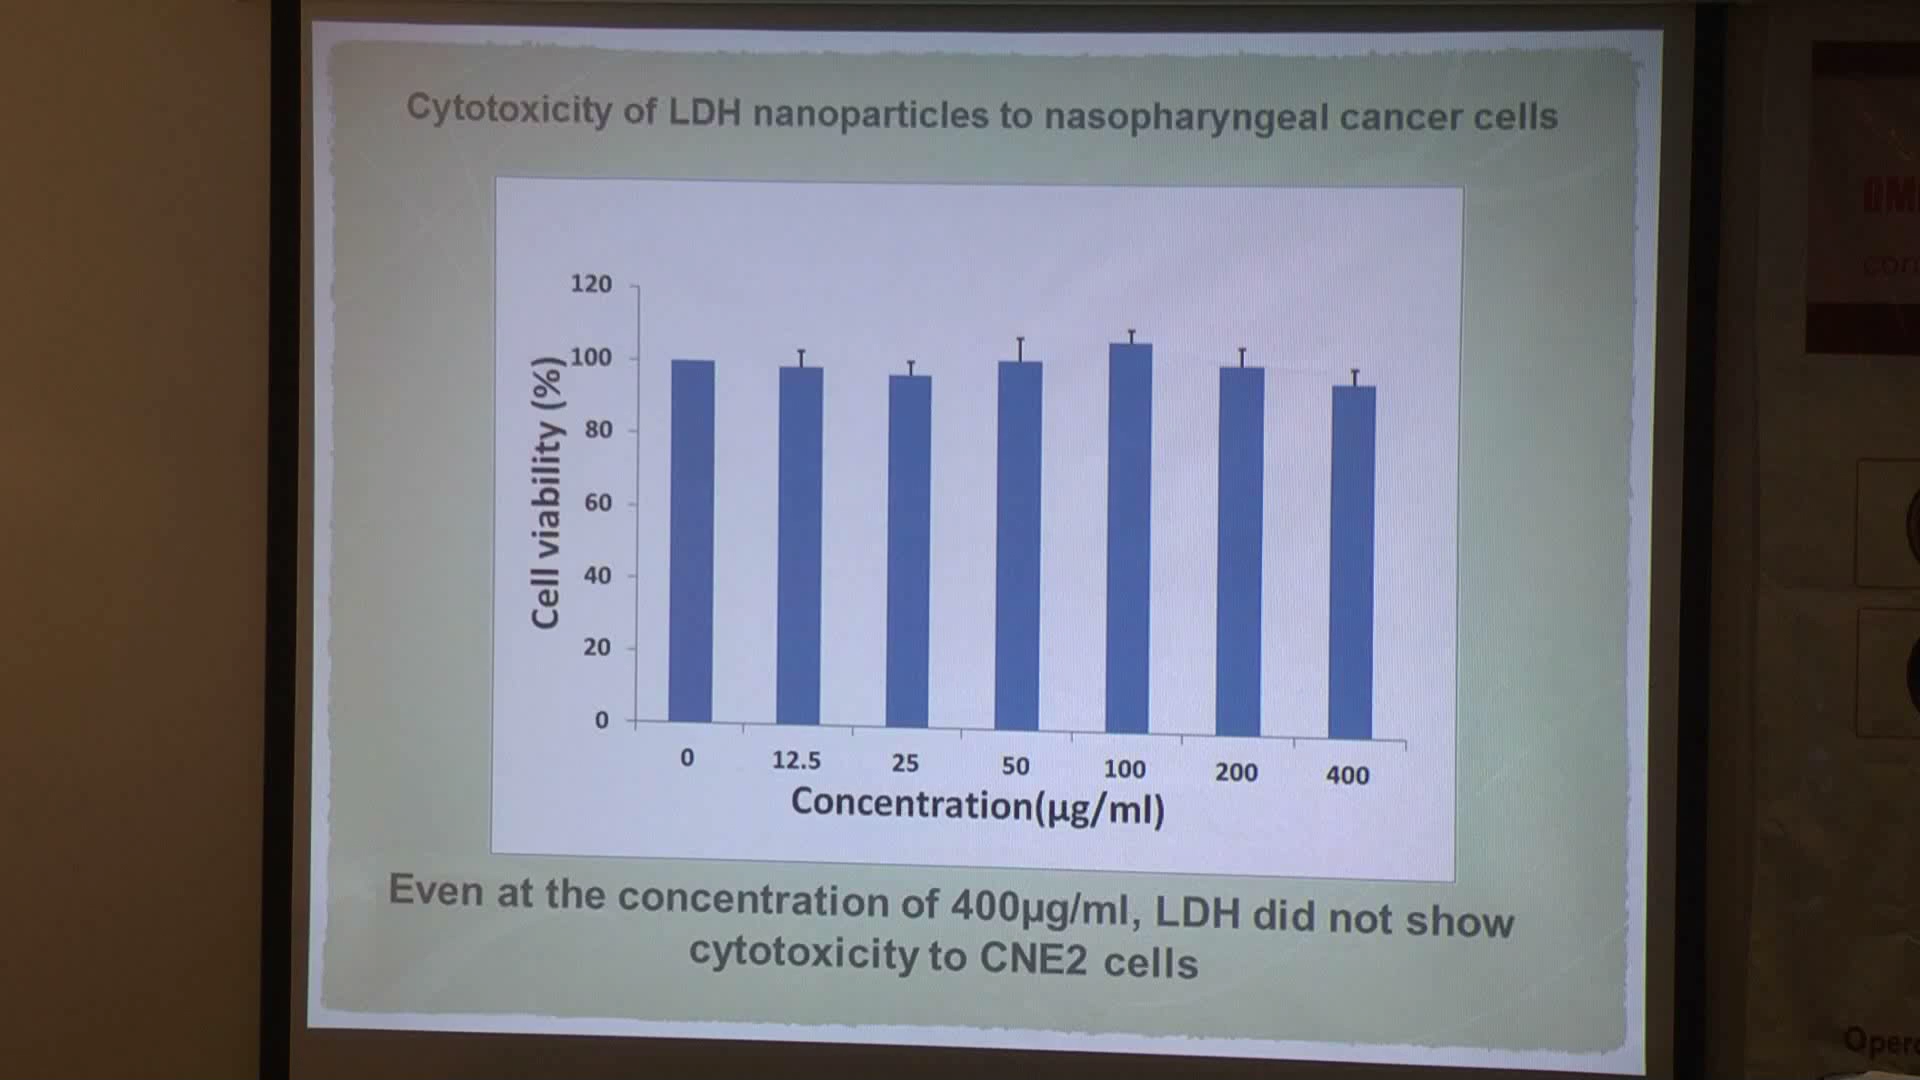 Cytotoxicity of LDH nanoparticles to nasopharyngeal cancer cells
120
100
80
60
40
20
0
Cell viability (%)
0 12.5 25 50 100 200 400
Concentration(µg/ml)
Even at the concentration of 400µg/ml, LDH did not show
cytotoxicity to CNE2 cells